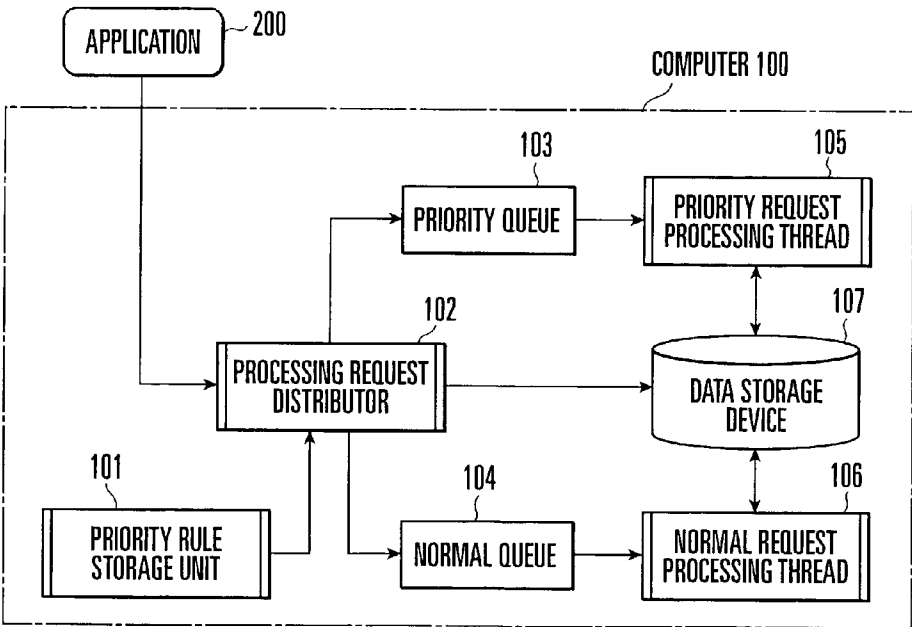 APPLICATION
200
COMPUTER 100
103
PRIORITY QUEUE
105
PRIORITY REQUEST
PROCESSING THREAD
102
PROCESSING REQUEST
DISTRIBUTOR
107
DATA STORAGE
DEVICE
101
PRIORITY RULE
STORAGE UNIT
104
NORMAL QUEUE
106
NORMAL REQUEST
PROCESSING THREAD